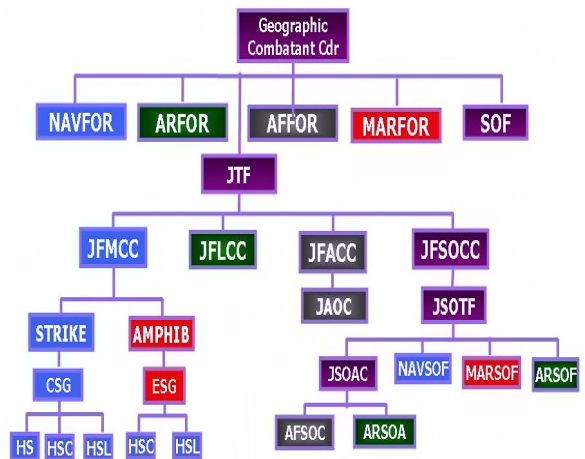 Geographic
Combatant Cdr
NAVFOR
ARFOR
AFFOR
MARFOR
SOF
JTF
JFMCC
JFLCC
JFACC
JFSOCC
JAOC
JSOTF
STRIKE
AMPHIB
JSOAC
NAVSOF
MARSOF
ARSOF
CSG
ESG
AFSOC
ARSOA
HS
HSC
HSL
HSC
HSL